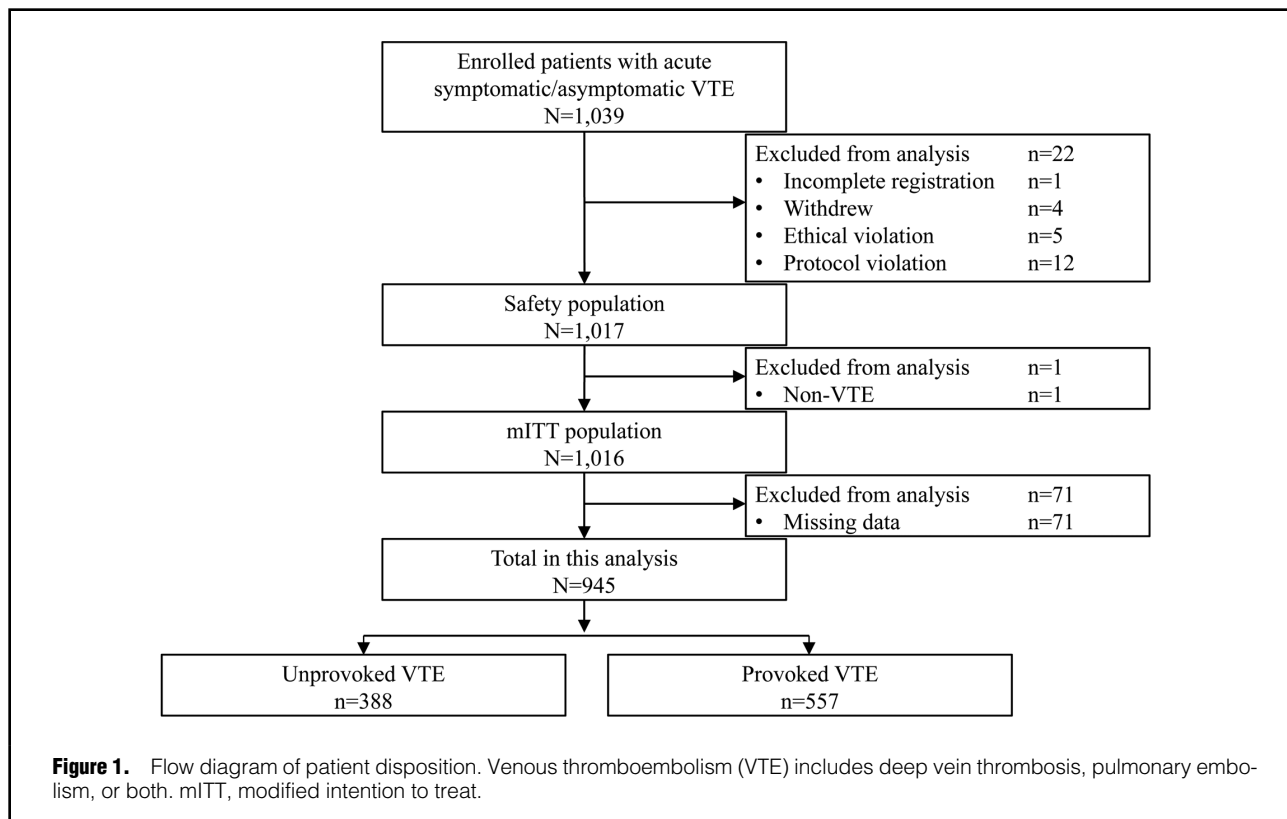 Enrolled patients with acute
symptomatic/asymptomatic VTE
N=1,039
Excluded from analysis n=22
• Incomplete registration n=1
• Withdrew n=4
• Ethical violation n=5
• Protocol violation n=12
Safety population
N=1,017
Excluded from analysis n=1
• Non-VTE n=1
mITT population
N=1,016
Excluded from analysis n=71
• Missing data n=71
Total in this analysis
N=945
Unprovoked VTE
n=388
Provoked VTE
n=557
Figure 1. Flow diagram of patient disposition. Venous thromboembolism (VTE) includes deep vein thrombosis, pulmonary embo-
lism, or both. mITT, modified intention to treat.